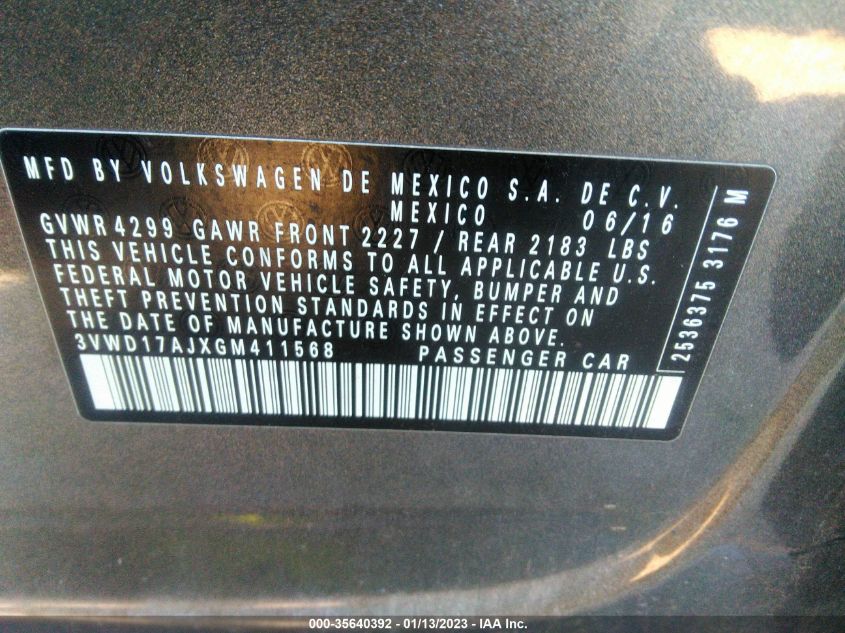 MFD BY VOLKSWAGEN DE MEXICO S.A. DE C.V.
MEXICO 06/16
GVWR 4299 GAWR FRONT 2227 / REAR 2183 LBS
THIS VEHICLE CONFORMS TO ALL APPLICABLE U.S.
FEDERAL MOTOR VEHICLE SAFETY, BUMPER AND
THEFT PREVENTION STANDARDS IN EFFECT ON
THE DATE OF MANUFACTURE SHOWN ABOVE.
3VWD17AJXGM411568 PASSENGER CAR
2536375 3176 M
000-35640392 - 01/13/2023 - IAA Inc.